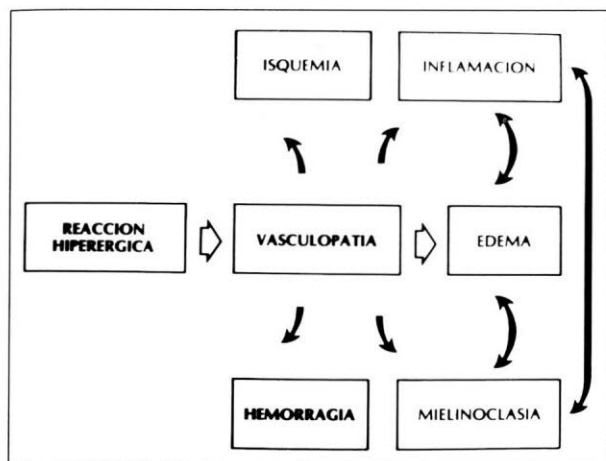 ISQUEMIA
INFLAMACION
REACCION
HIPERERGICA
VASCULOPATIA
EDEMA
HEMORRAGIA
MIELINOCLASIA